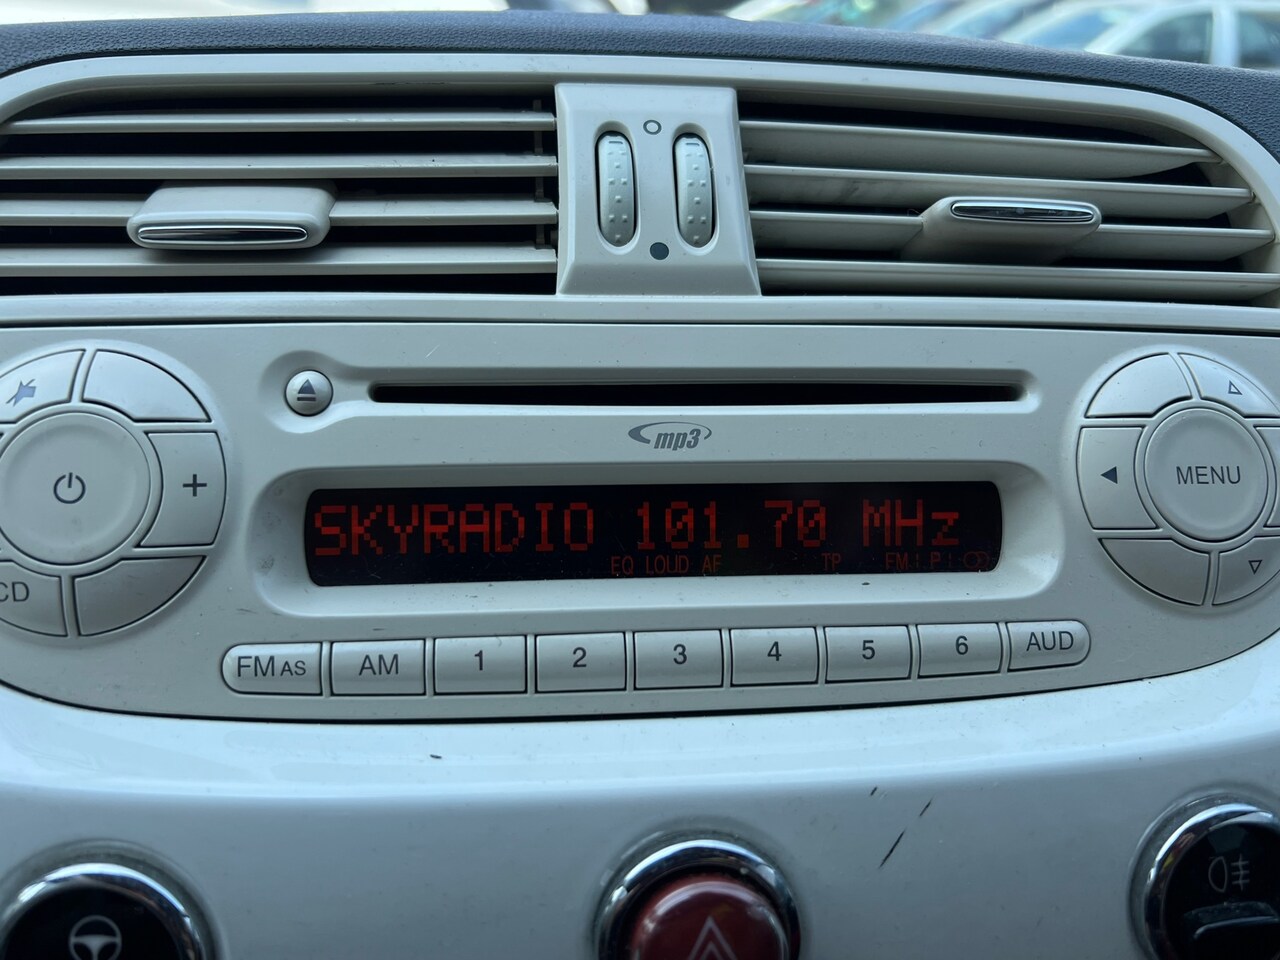 mp3
SKYRADIO 101.70 MHz
EQ LOUD AF TP FM
+ MENU
CD
FM AS AM 1 2 3 4 5 6 AUD